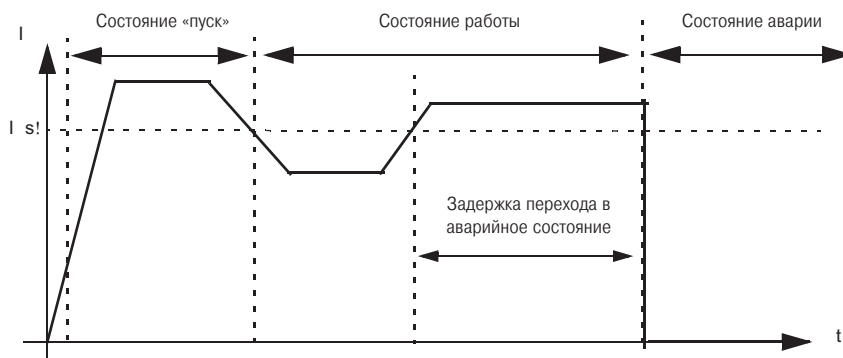 Состояние «пуск»
Состояние работы
Состояние аварии
I
I s!
Задержка перехода в
аварийное состояние
t